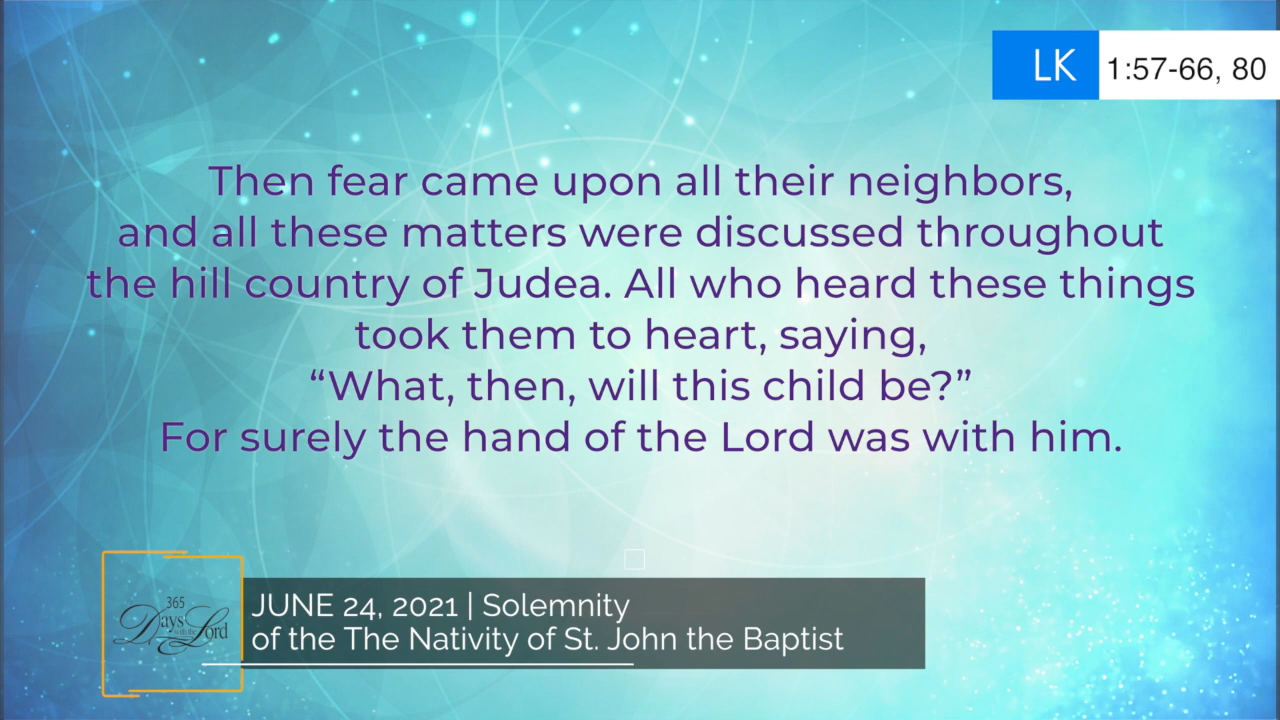 LK 1:57-66, 80
Then fear came upon all their neighbors,
and all these matters were discussed throughout
the hill country of Judea. All who heard these things
took them to heart, saying,
“What, then, will this child be?”
For surely the hand of the Lord was with him.
365
Days with the Lord
JUNE 24, 2021 | Solemnity
of the The Nativity of St. John the Baptist